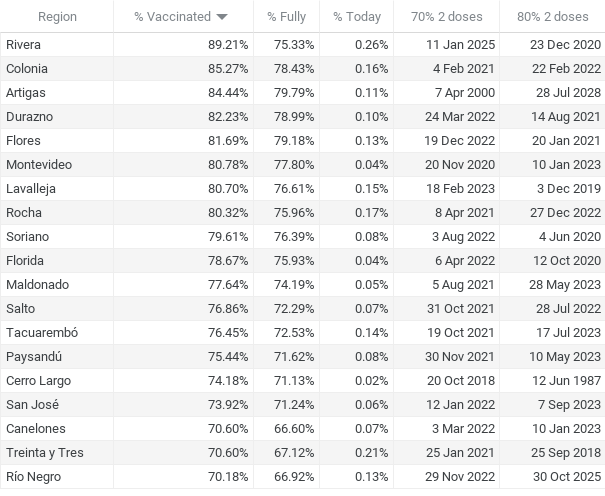 Region % Vaccinated % Fully % Today 70% 2 doses 80% 2 doses
Rivera 89.21% 75.33% 0.26% 11 Jan 2025 23 Dec 2020
Colonia 85.27% 78.43% 0.16% 4 Feb 2021 22 Feb 2022
Artigas 84.44% 79.79% 0.11% 7 Apr 2000 28 Jul 2028
Durazno 82.23% 78.99% 0.10% 24 Mar 2022 14 Aug 2021
Flores 81.69% 79.18% 0.13% 19 Dec 2022 20 Jan 2021
Montevideo 80.78% 77.80% 0.04% 20 Nov 2020 10 Jan 2023
Lavalleja 80.70% 76.61% 0.15% 18 Feb 2023 3 Dec 2019
Rocha 80.32% 75.96% 0.17% 8 Apr 2021 27 Dec 2022
Soriano 79.61% 76.39% 0.08% 3 Aug 2022 4 Jun 2020
Florida 78.67% 75.93% 0.04% 6 Apr 2022 12 Oct 2020
Maldonado 77.64% 74.19% 0.05% 5 Aug 2021 28 May 2023
Salto 76.86% 72.29% 0.07% 31 Oct 2021 28 Jul 2022
Tacuarembó 76.45% 72.53% 0.14% 19 Oct 2021 17 Jul 2023
Paysandú 75.44% 71.62% 0.08% 30 Nov 2021 10 May 2023
Cerro Largo 74.18% 71.13% 0.02% 20 Oct 2018 12 Jun 1987
San José 73.92% 71.24% 0.06% 12 Jan 2022 7 Sep 2023
Canelones 70.60% 66.60% 0.07% 3 Mar 2022 10 Jan 2023
Treinta y Tres 70.60% 67.12% 0.21% 25 Jan 2021 25 Sep 2018
Río Negro 70.18% 66.92% 0.13% 29 Nov 2022 30 Oct 2025